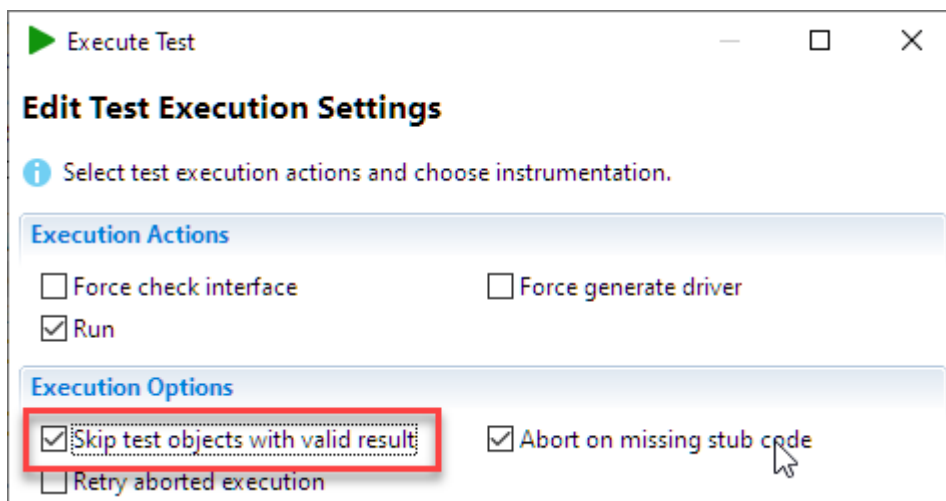 Execute Test
Edit Test Execution Settings
Select test execution actions and choose instrumentation.
Execution Actions
Force check interface Force generate driver
Run
Execution Options
Skip test objects with valid result Abort on missing stub code
Retry aborted execution